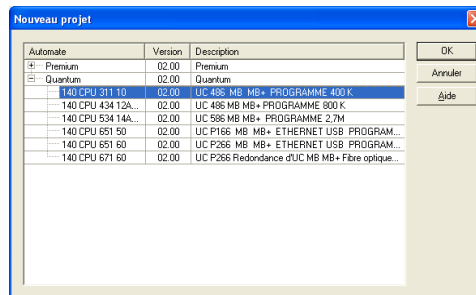 Nouveau projet
Automate Version Description
Premium 02.00 Premium
Quantum 02.00 Quantum
140 CPU 311 10 02.00 UC 486 MB MB+ PROGRAMME 400 K
140 CPU 434 12A... 02.00 UC 486 MB MB+ PROGRAMME 800 K
140 CPU 534 14A... 02.00 UC 586 MB MB+ PROGRAMME 2,7M
140 CPU 651 50 02.00 UC P166 MB MB+ ETHERNET USB PROGRAM...
140 CPU 651 60 02.00 UC P266 MB MB+ ETHERNET USB PROGRAM...
140 CPU 671 60 02.00 UC P266 Redondance d'UC MB MB+ Fibre optique...
OK
Annuler
Aide